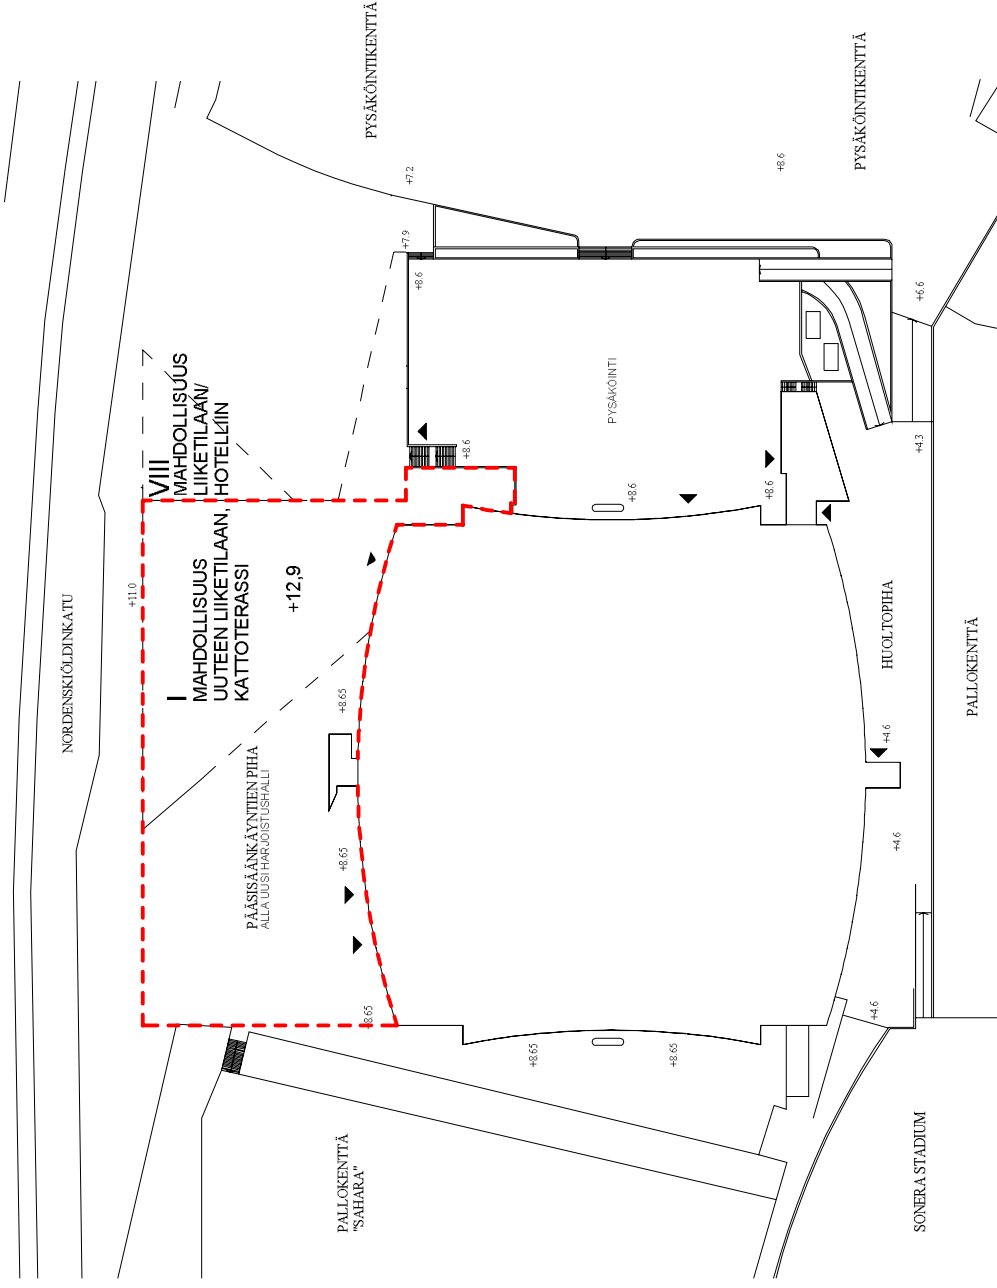 PYSÄKÖINTIKENTTÄ
PYSÄKÖINTIKENTTÄ
+7.2
+8.6
+7.9
+8.6
+6.6
VIII
MAHDOLLISUUS
LIIKETILAAN/
HOTELLIIN
PYSÄKÖINTI
+8.6
+4.3
+8.6
+8.6
I
MAHDOLLISUUS
UUTEEN LIIKETILAAN,
KATTOTERASSI
+12,9
+11.0
NORDENSKIÖLDINKATU
HUOLTOPIHA
PALLOKENTTÄ
+8.65
+4.6
PÄÄSISÄÄNKÄYNTIEN PIHA
ALLA UUSI HARJOISTUSHALLI
+8.65
+4.6
+8.65
+4.6
+8.65
+8.65
PALLOKENTTÄ
"SAHARA"
SONERA STADIUM